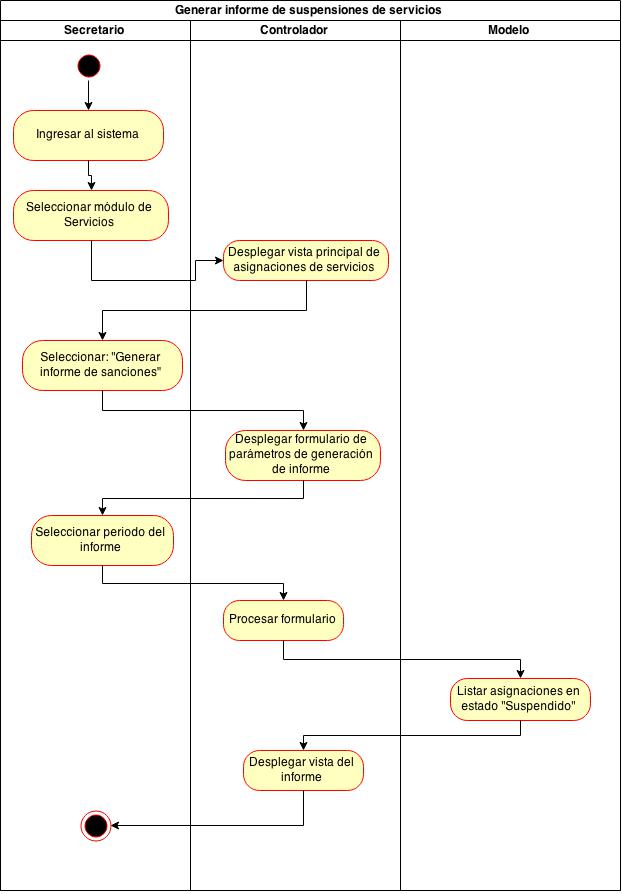 Generar informe de suspensiones de servicios
Secretario
Controlador
Modelo
Ingresar al sistema
Seleccionar módulo de
Servicios
Desplegar vista principal de
asignaciones de servicios
Seleccionar: "Generar
informe de sanciones"
Desplegar formulario de
parámetros de generación
de informe
Seleccionar periodo del
informe
Procesar formulario
Listar asignaciones en
estado "Suspendido"
Desplegar vista del
informe